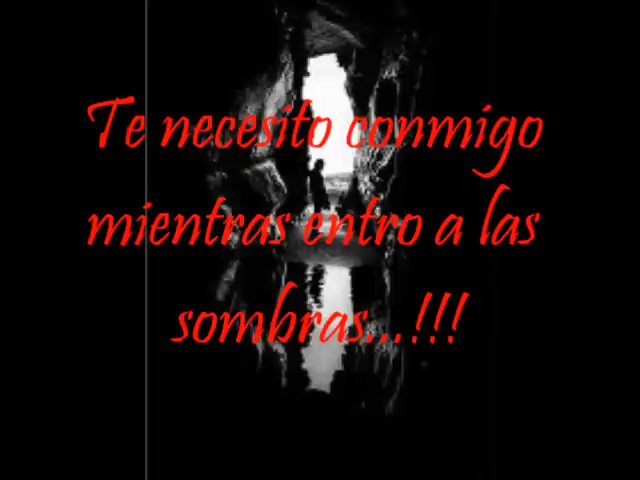 Te necesito conmigo
mientras entro a las
sombras...!!!